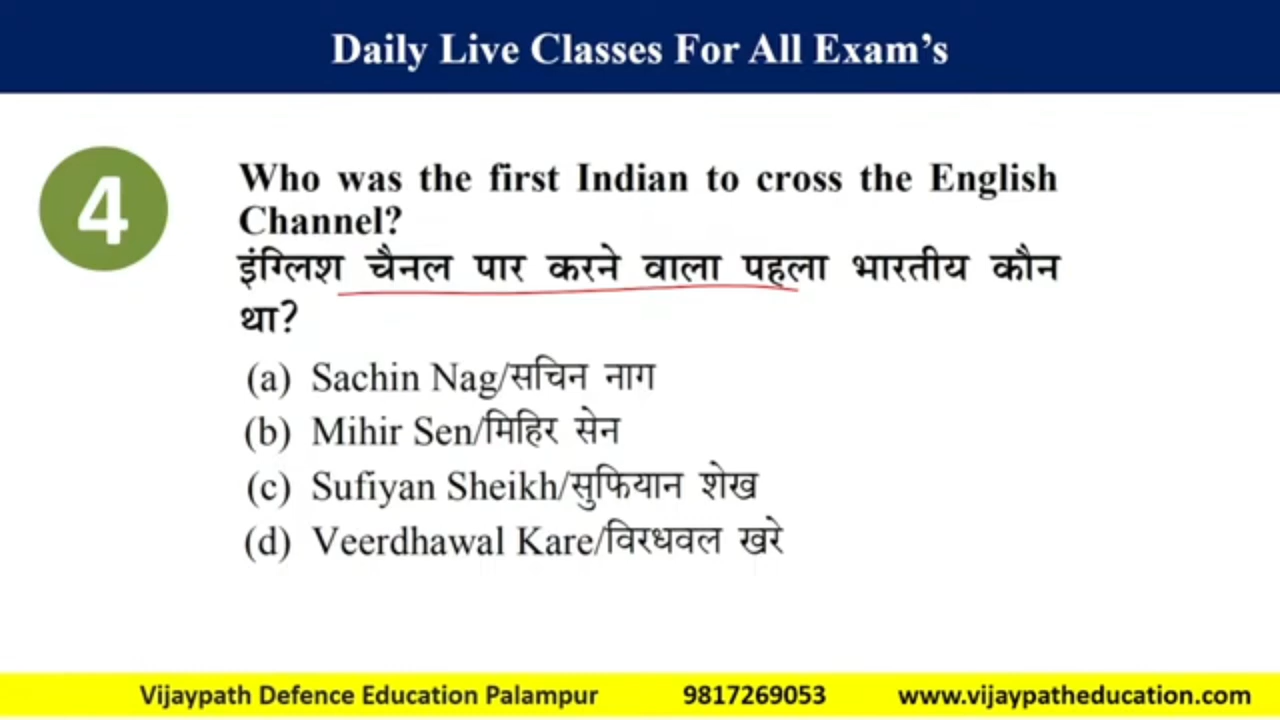 Daily Live Classes For All Exam's
4
Who was the first Indian to cross the English
Channel?
इंग्लिश चैनल पार करने वाला पहला भारतीय कौन
था?
(a) Sachin Nag/सचिन नाग
(b) Mihir Sen/मिहिर सेन
(c) Sufiyan Sheikh/सुफियान शेख
(d) Veerdhawal Kare/विरधवल खरे
Vijaypath Defence Education Palampur 9817269053 www.vijaypatheducation.com